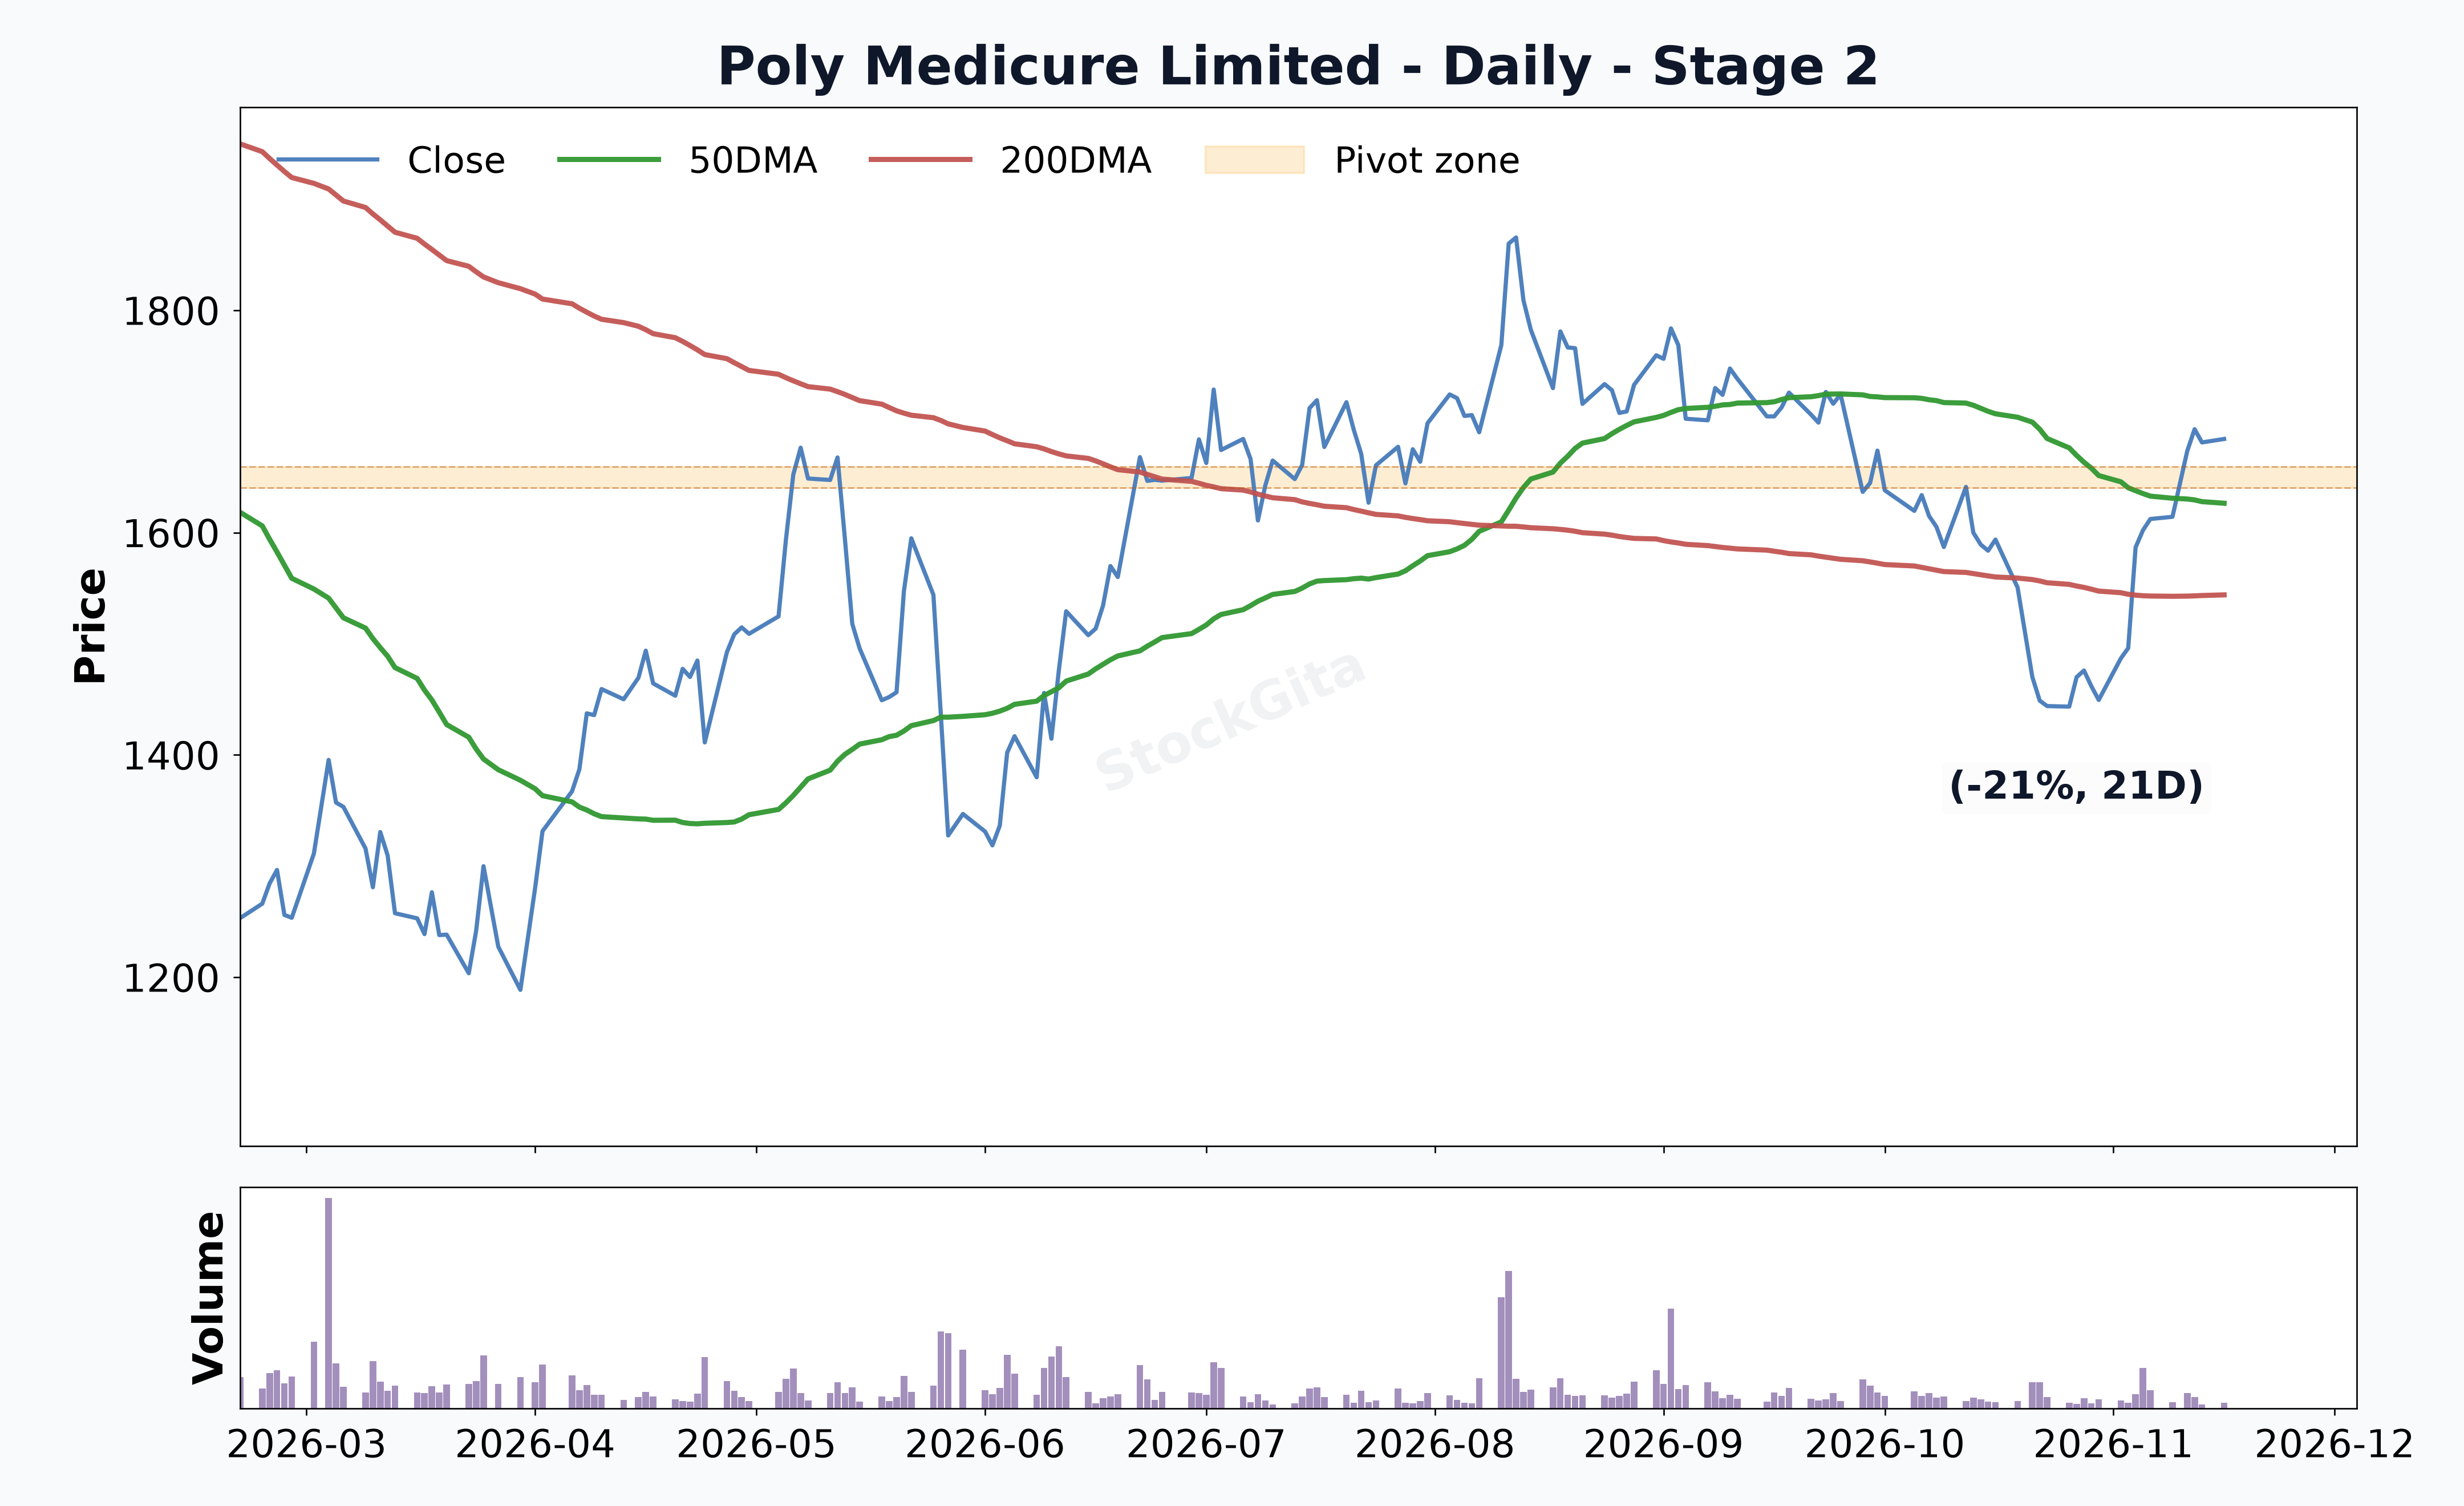 Poly Medicure Limited - Daily - Stage 2
Close 50DMA 200DMA Pivot zone
1800
1600
1400
1200
Price
StockGita
(-21%, 21D)
Volume
2026-03 2026-04 2026-05 2026-06 2026-07 2026-08 2026-09 2026-10 2026-11 2026-12